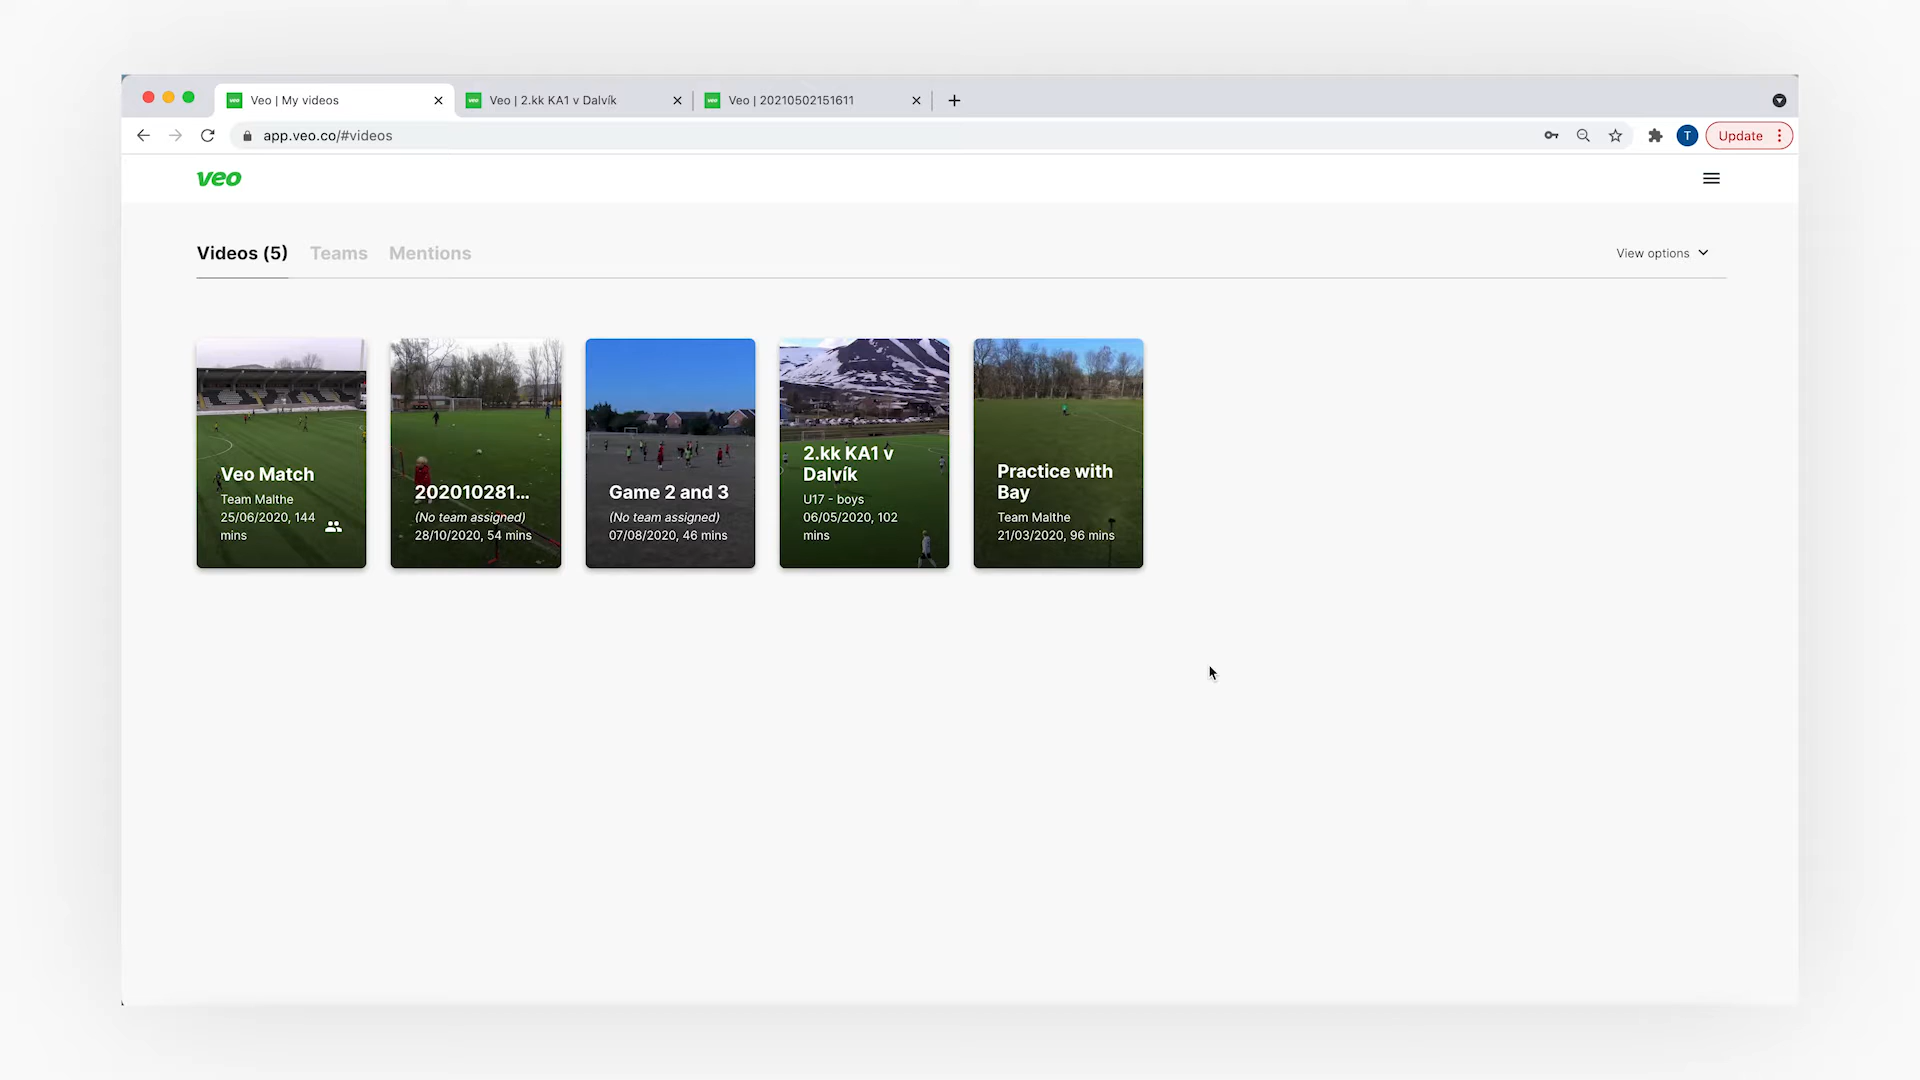 Veo | My videos
Veo | 2.kk KA1 v Dalvík
Veo | 20210502151611
app.veo.co/#videos
T
Update
veo
Videos (5)
Teams
Mentions
View options
Veo Match
Team Malthe
25/06/2020, 144
mins
202010281...
(No team assigned)
28/10/2020, 54 mins
Game 2 and 3
(No team assigned)
07/08/2020, 46 mins
2.kk KA1 v
Dalvík
U17 - boys
06/05/2020, 102
mins
Practice with
Bay
Team Malthe
21/03/2020, 96 mins